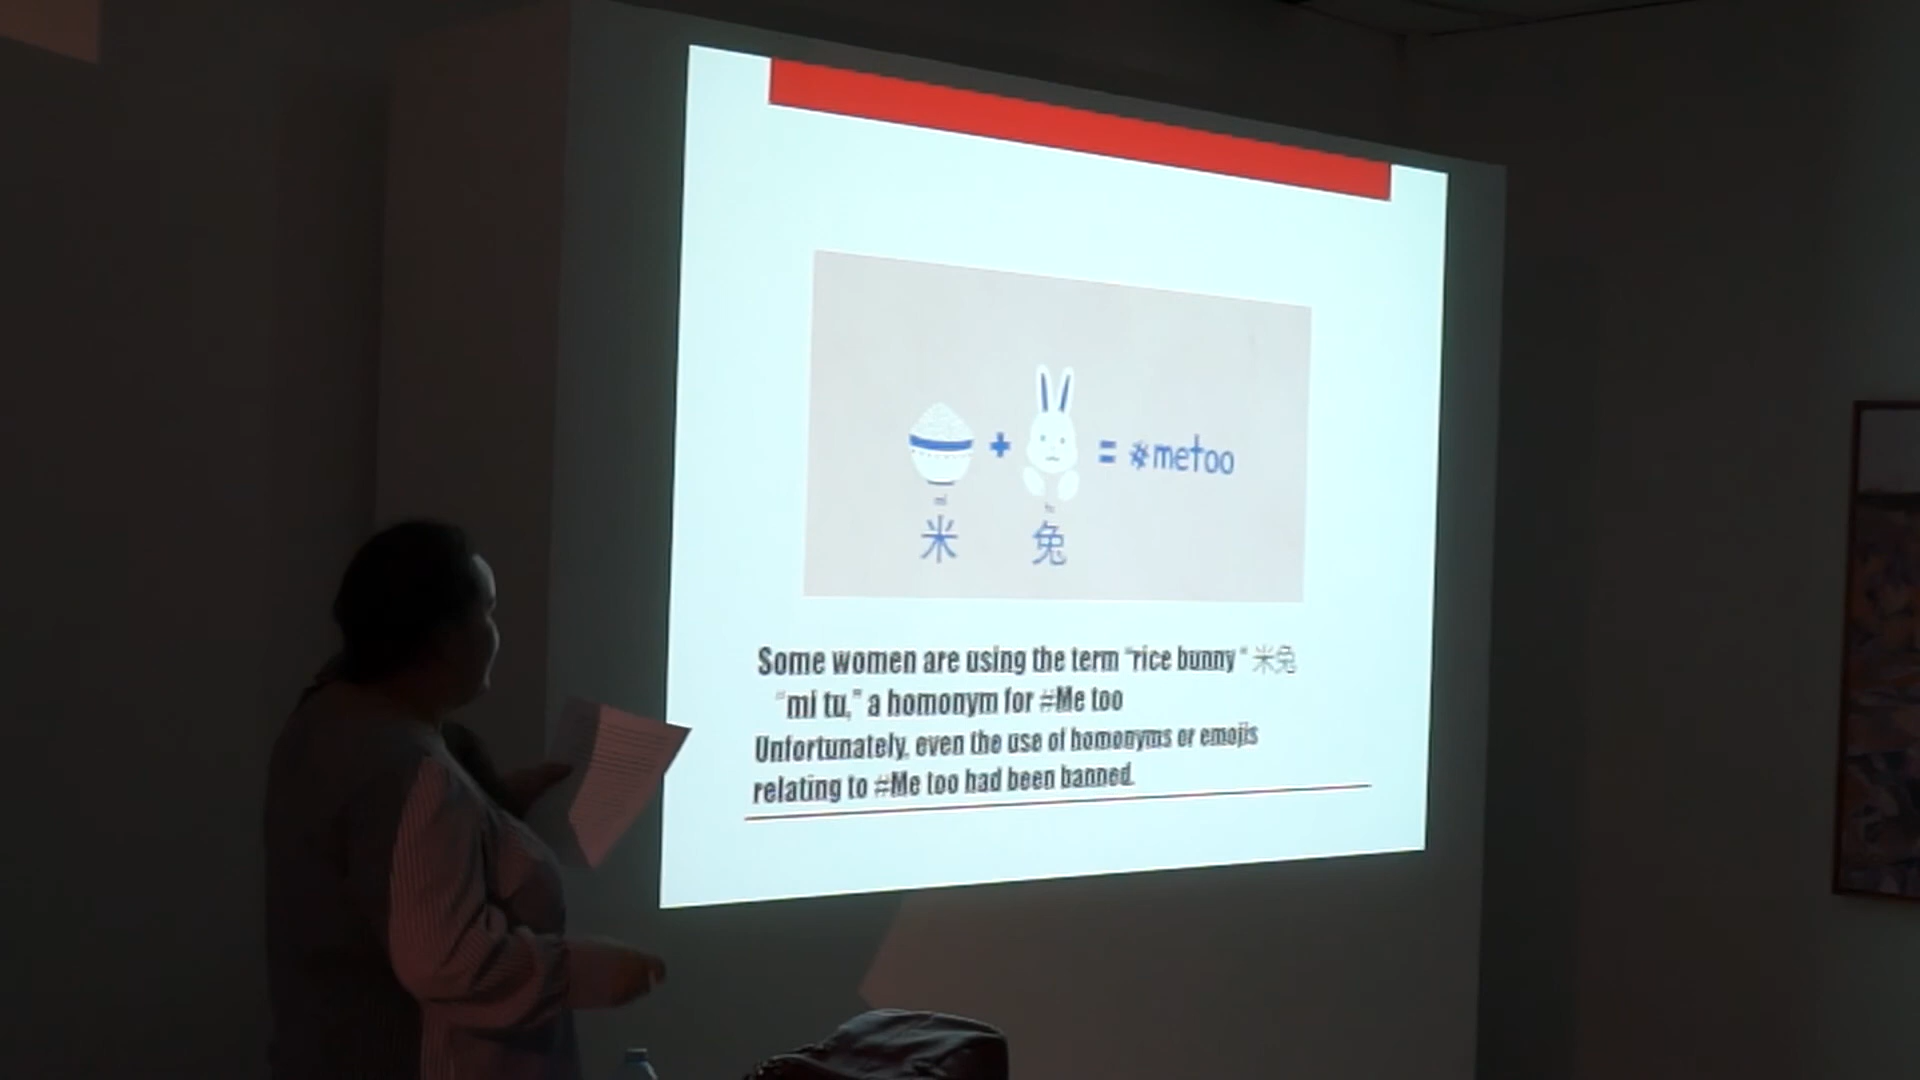 + = #metoo
mi tu
米 兔
Some women are using the term "rice bunny" 米兔
"mi tu," a homonym for #Me too
Unfortunately, even the use of homonyms or emojis
relating to #Me too had been banned.